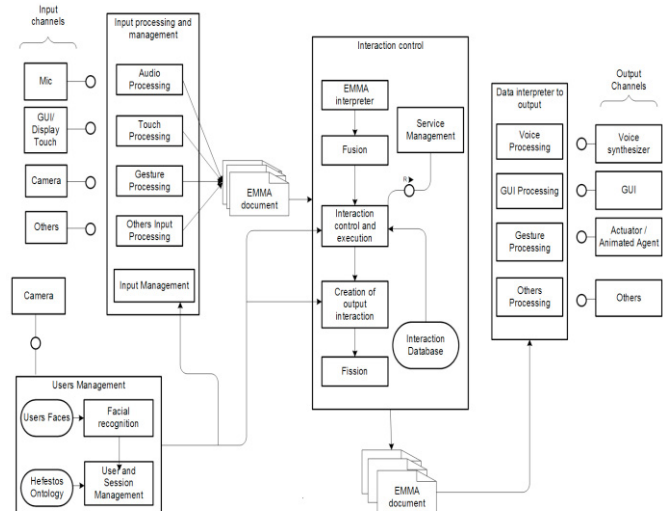 Input
channels
Mic
GUI/
Display
Touch
Camera
Others
Input processing and
management
Audio
Processing
Touch
Processing
Gesture
Processing
Others Input
Processing
Input Management
EMMA
document
Interaction control
EMMA
interpreter
Fusion
Service
Management
R
Interaction
control and
execution
Creation of
output
interaction
Fission
Interaction
Database
EMMA
document
Data interpreter to
output
Voice
Processing
GUI Processing
Gesture
Processing
Others
Processing
Output
Channels
Voice
synthesizer
GUI
Actuator /
Animated Agent
Others
Camera
Users Management
Users Faces
Facial
recognition
Hefestos
Ontology
User and
Session
Management